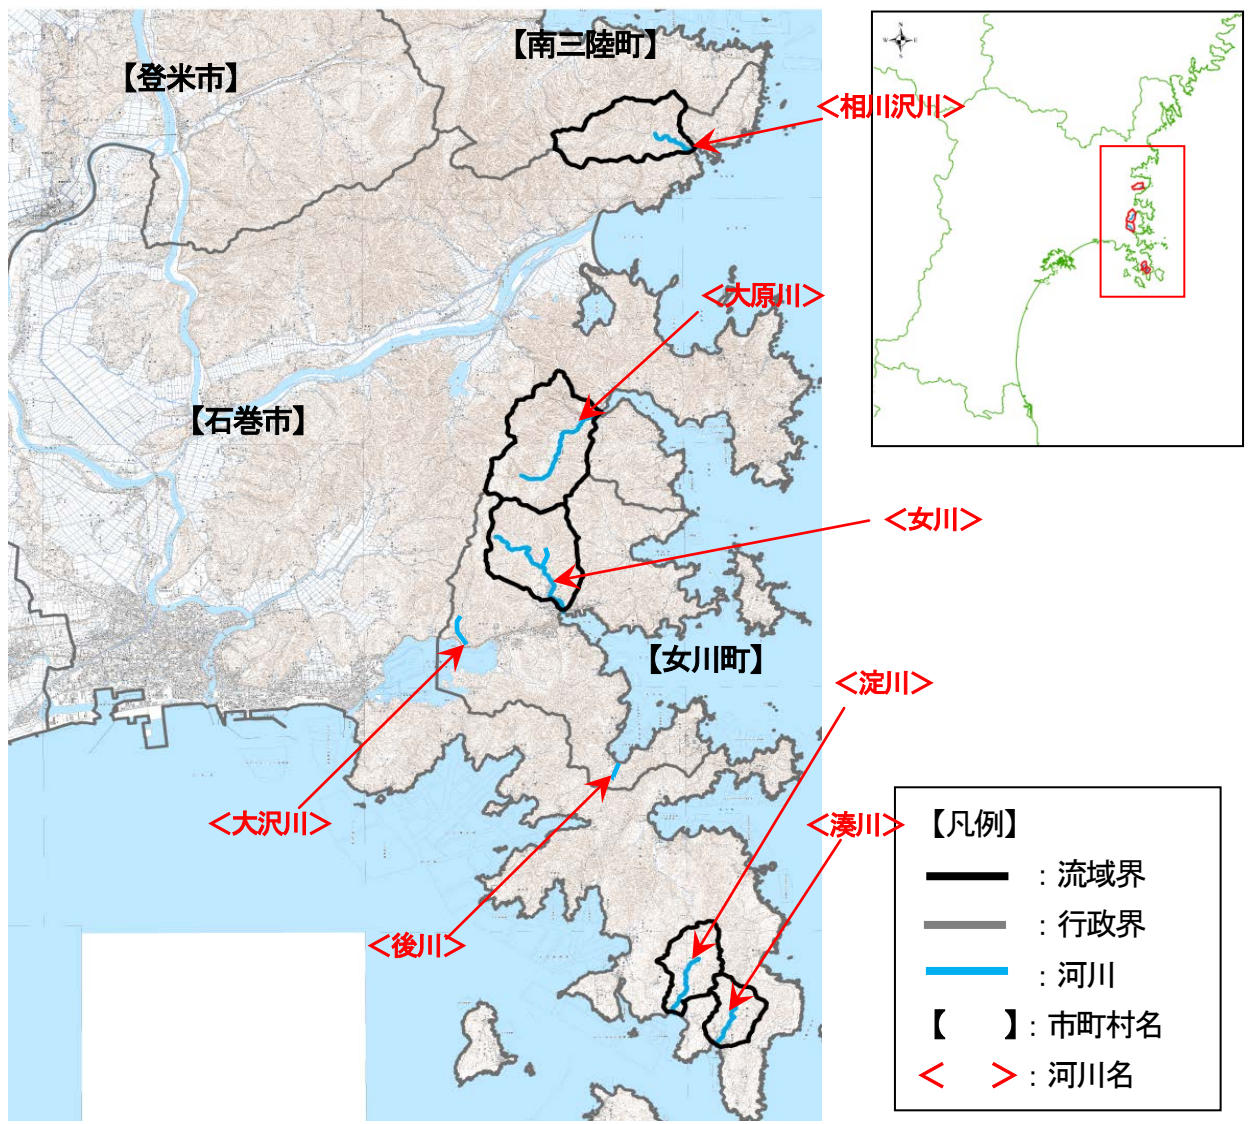 【南三陸町】
【登米市】
＜相川沢川＞
＜大原川＞
【石巻市】
＜女川＞
【女川町】
＜淀川＞
＜大沢川＞
＜湊川＞
＜後川＞
N
W E
S
【凡例】
：流域界
：行政界
：河川
【　】：市町村名
＜　＞：河川名